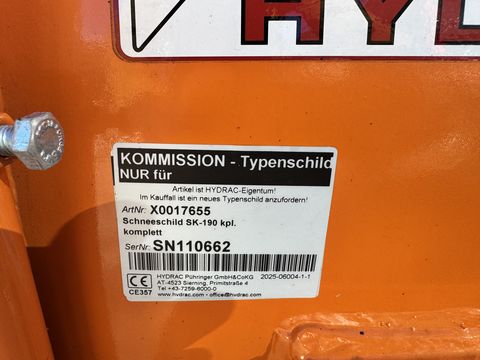 HYD
KOMMISSION - Typenschild
NUR für
Artikel ist HYDRAC-Eigentum!
Im Kauffall ist ein neues Typenschild anzufordern!
ArtNr: X0017655
Schneeschild SK-190 kpl.
komplett
SerNr: SN110662
CE HYDRAC Pühringer GmbH&CoKG 2025-06004-1-1
AT-4523 Sierning, Primitstraße 4
CE357 Tel +43-7259-6000-0
www.hydrac.com - office@hydrac.com